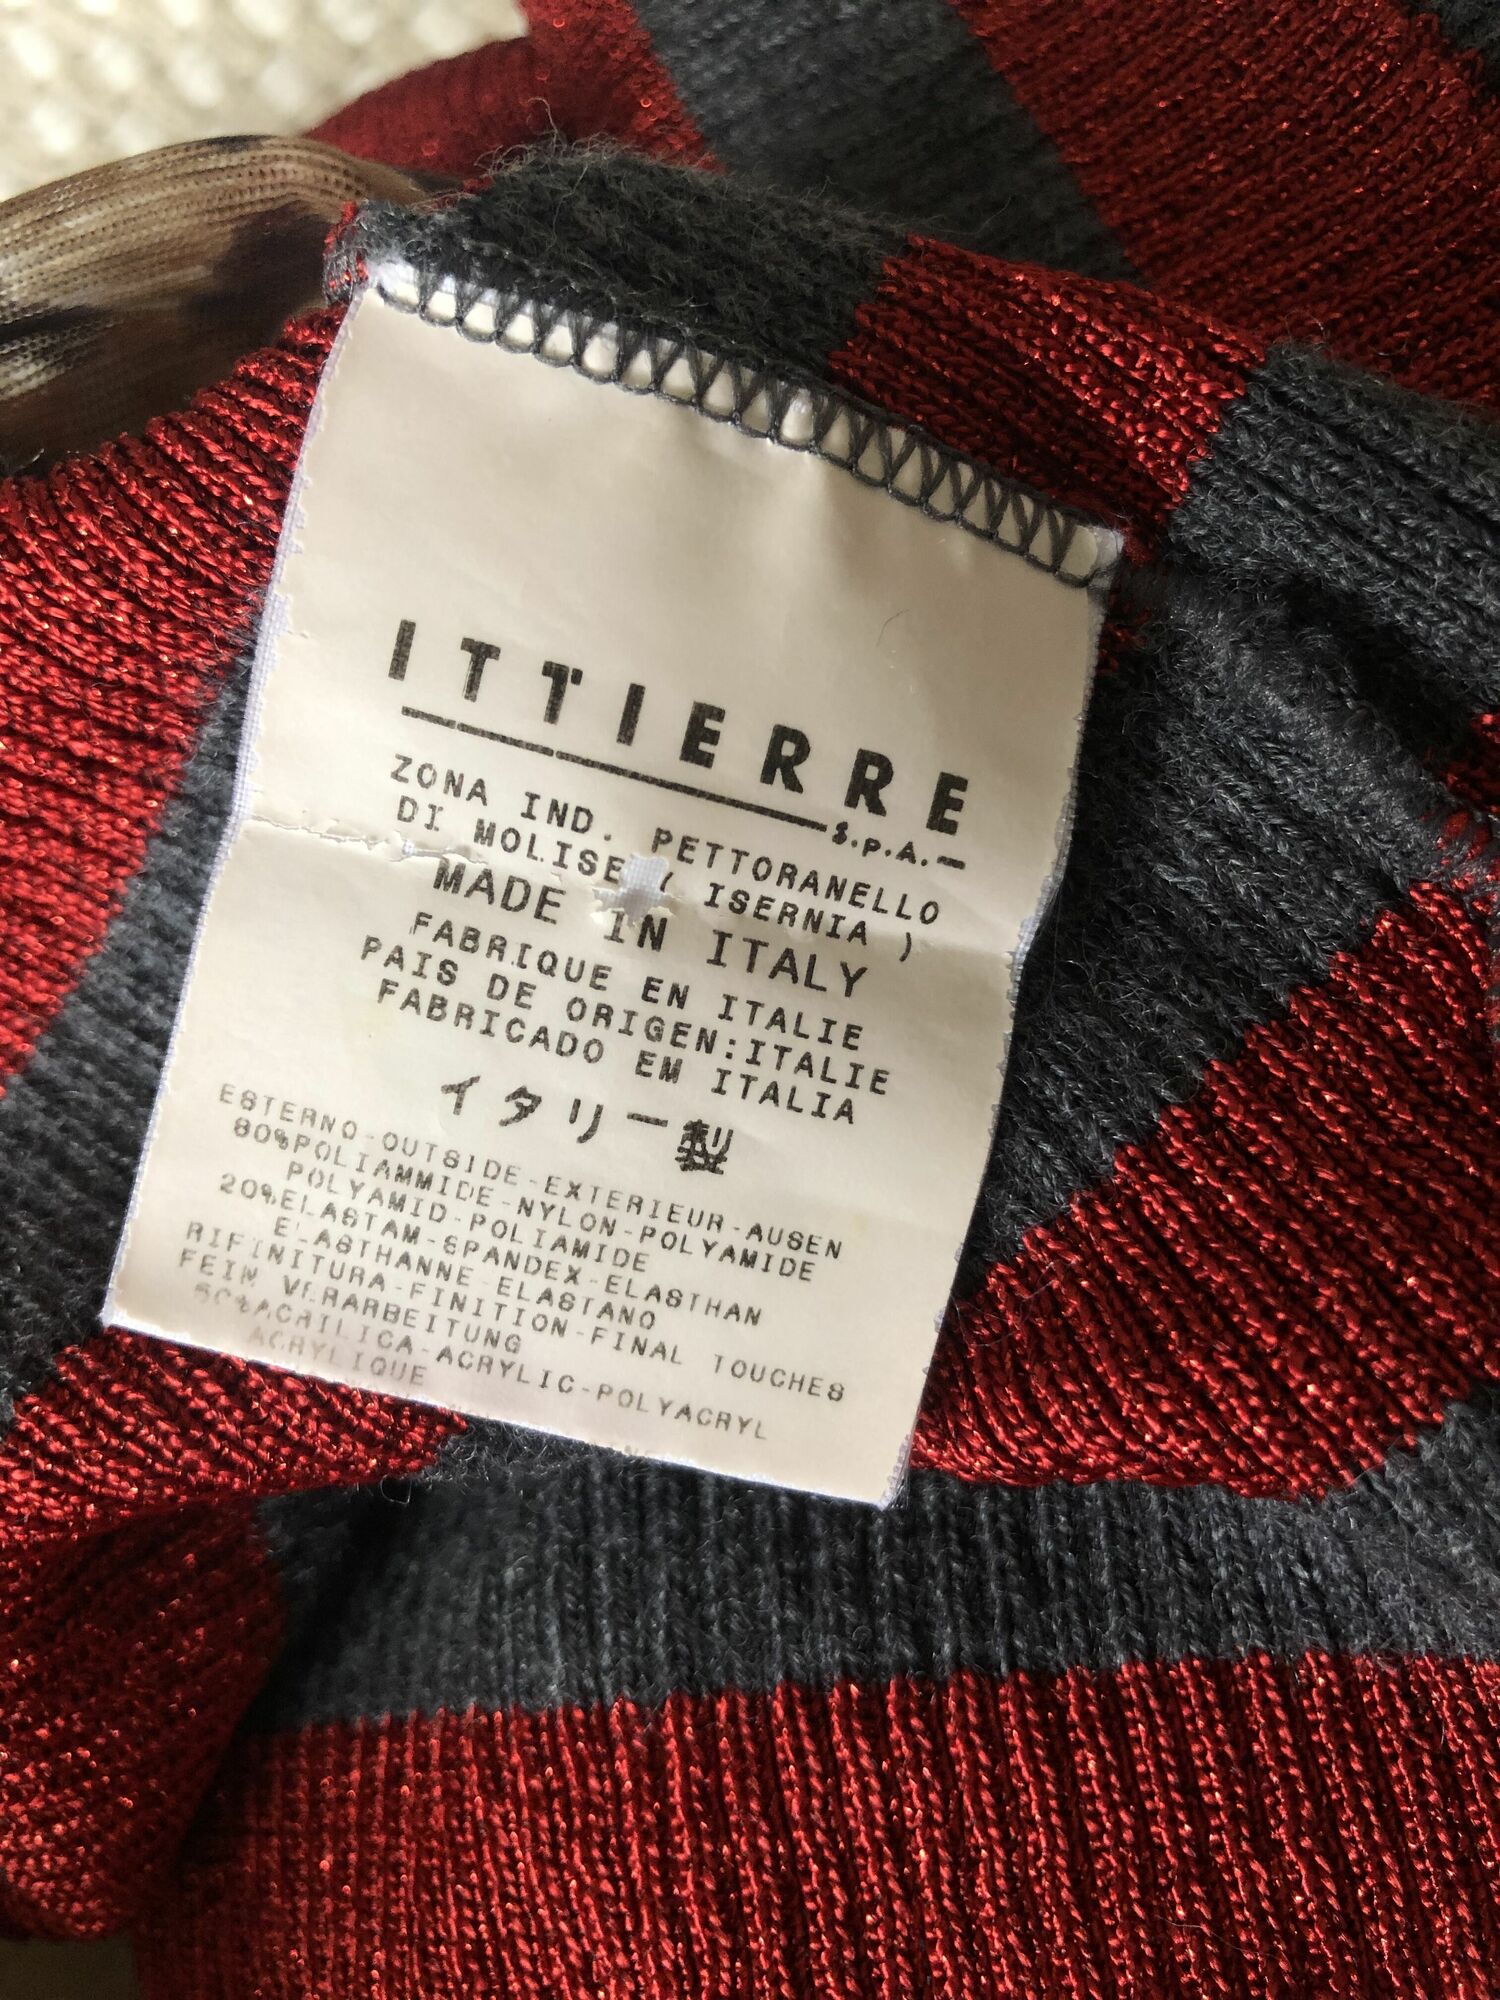 ITTIERRE
S.P.A.
ZONA IND. PETTORANELLO
DI MOLISE ( ISERNIA )
MADE IN ITALY
FABRIQUE EN ITALIE
PAIS DE ORIGEN:ITALIE
FABRICADO EM ITALIA
イタリー製
ESTERNO-OUTSIDE-EXTERIEUR-AUSEN
80%POLIAMMIDE-NYLON-POLYAMIDE
POLYAMID-POLIAMIDE
20%ELASTAM-SPANDEX-ELASTHAN
ELASTHANNE-ELASTANO
RIFINITURA-FINITION-FINAL TOUCHES
FEIN VERARBEITUNG
ACRILICA-ACRYLIC-POLYACRYL
ACRYLIQUE